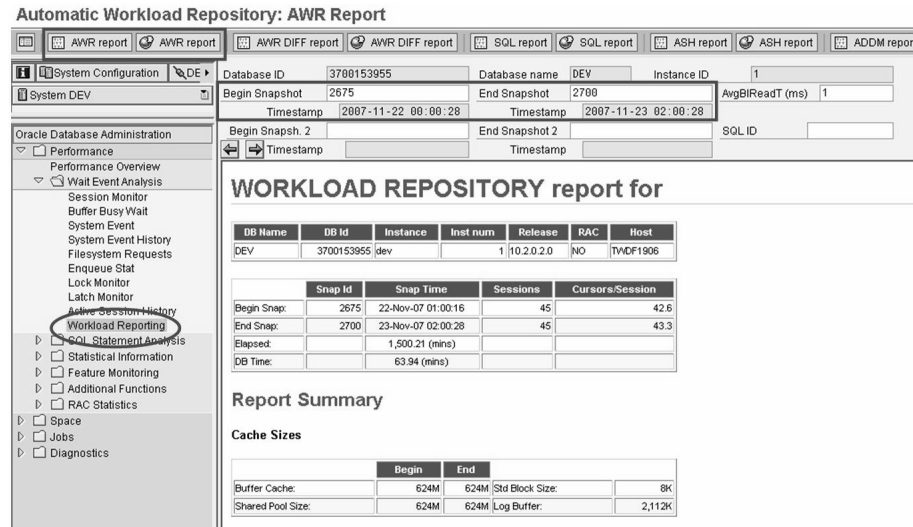 Automatic Workload Repository: AWR Report
AWR report AWR report AWR DIFF report AWR DIFF report SQL report SQL report ASH report ASH report ADDM repor
System Configuration DE
System DEV
Oracle Database Administration
Performance
Performance Overview
Wait Event Analysis
Session Monitor
Buffer Busy Wait
System Event
System Event History
Filesystem Requests
Enqueue Stat
Lock Monitor
Latch Monitor
Active Session History
Workload Reporting
SQL Statement Analysis
Statistical Information
Feature Monitoring
Additional Functions
RAC Statistics
Space
Jobs
Diagnostics
Database ID 3700153955 Database name DEV Instance ID 1
Begin Snapshot 2675 End Snapshot 2700 AvgBlReadT (ms) 1
Timestamp 2007-11-22 00:00:28 Timestamp 2007-11-23 02:00:28
Begin Snapsh. 2 End Snapshot 2 SQL ID
Timestamp Timestamp
WORKLOAD REPOSITORY report for
DB Name DB Id Instance Inst num Release RAC Host
DEV 3700153955 dev 1 10.2.0.2.0 NO TWDF1906
Snap Id Snap Time Sessions Cursors/Session
Begin Snap: 2675 22-Nov-07 01:00:16 45 42.6
End Snap: 2700 23-Nov-07 02:00:28 45 43.3
Elapsed: 1,500.21 (mins)
DB Time: 63.94 (mins)
Report Summary
Cache Sizes
Begin End
Buffer Cache: 624M 624M Std Block Size: 8K
Shared Pool Size: 624M 624M Log Buffer: 2,112K